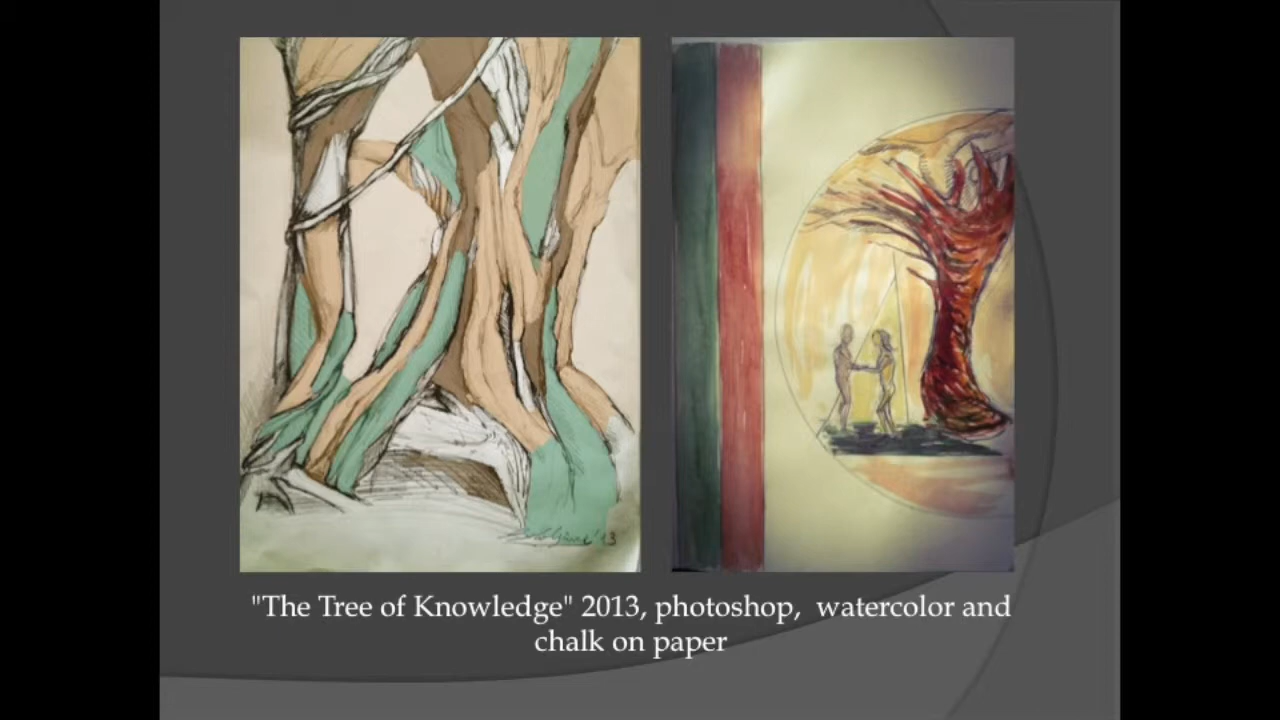 "The Tree of Knowledge" 2013, photoshop, watercolor and
chalk on paper